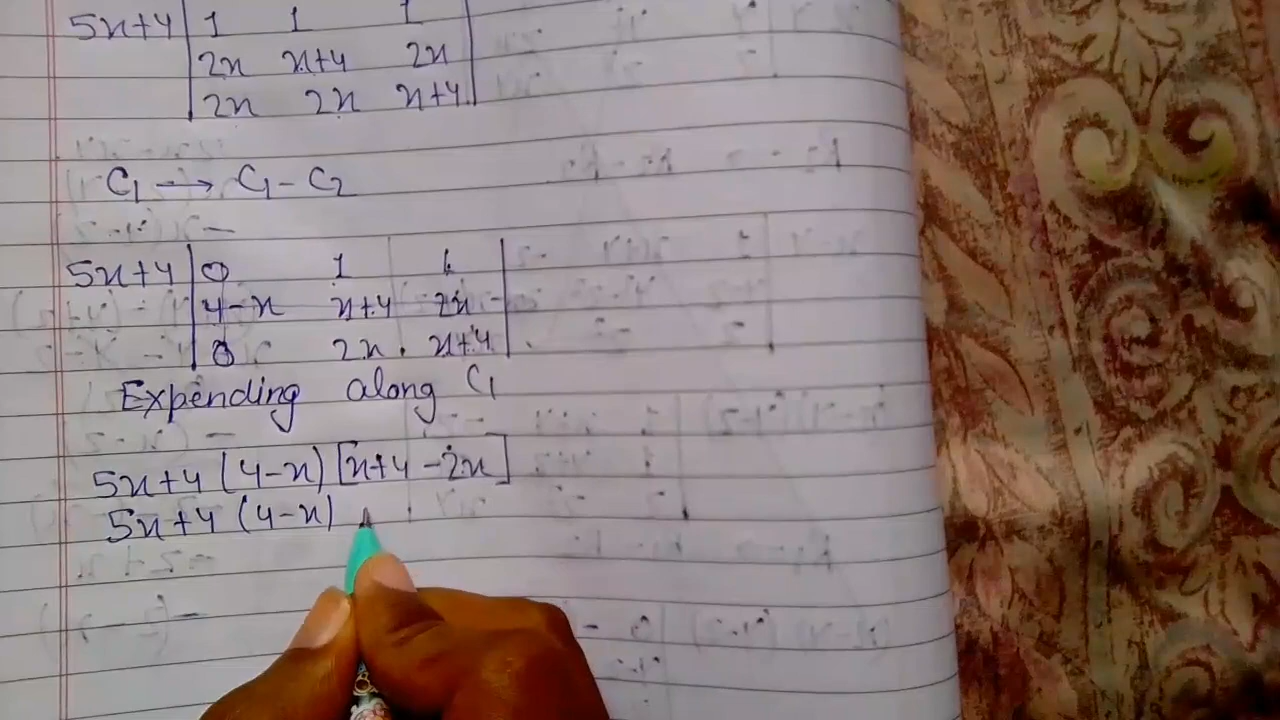 5x+4 | 1 1 1 |
| 2x x+4 2x |
| 2x 2x x+4 |
C1 → C1 - C2
5x+4 | 0 1 1 |
| 4-x x+4 2x |
| 0 2x x+4 |
Expending along C1
5x+4 (4-x) [x+4-2x]
5x+4 (4-x)